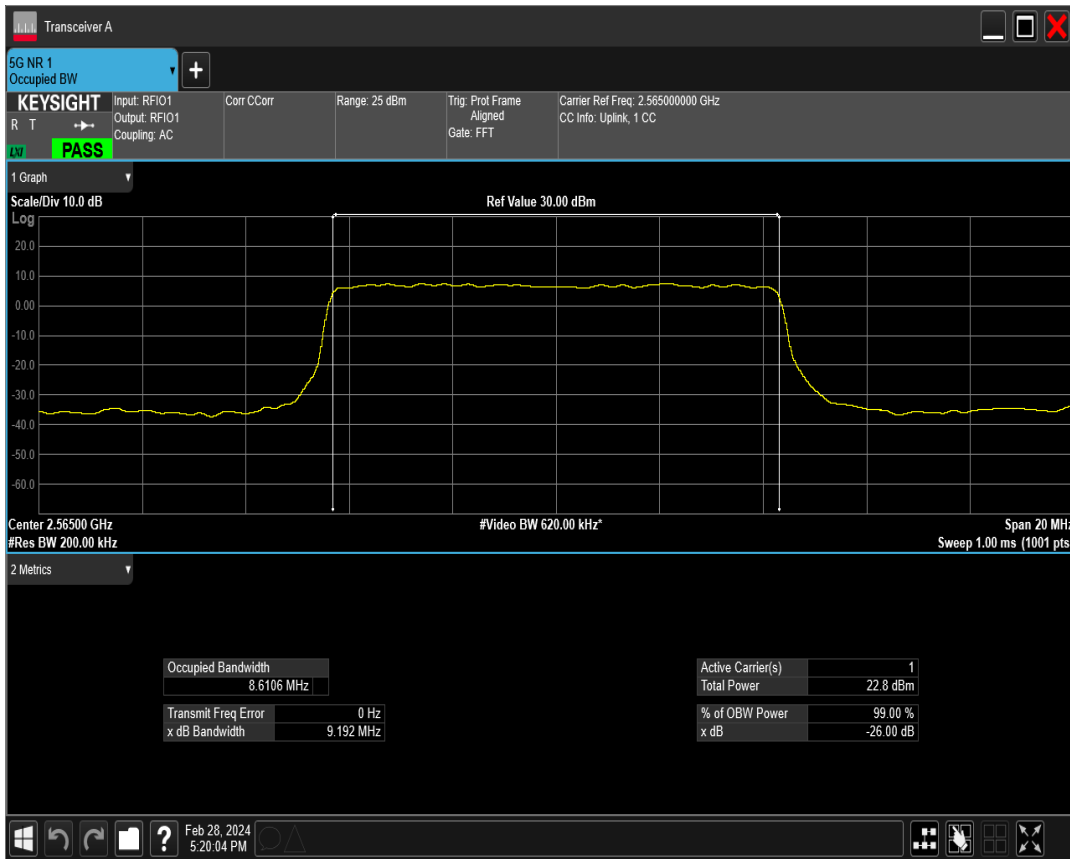 Transceiver A
5G NR 1
Occupied BW
KEYSIGHT
R T
LXI
PASS
Input: RFIO1
Output: RFIO1
Coupling: AC
Corr CCorr
Range: 25 dBm
Trig: Prot Frame
Aligned
Gate: FFT
Carrier Ref Freq: 2.565000000 GHz
CC Info: Uplink, 1 CC
1 Graph
Scale/Div 10.0 dB
Ref Value 30.00 dBm
Log
20.0
10.0
0.00
-10.0
-20.0
-30.0
-40.0
-50.0
-60.0
Center 2.56500 GHz
#Video BW 620.00 kHz*
Span 20 MHz
#Res BW 200.00 kHz
Sweep 1.00 ms (1001 pts
2 Metrics
Occupied Bandwidth
8.6106 MHz
Transmit Freq Error 0 Hz
x dB Bandwidth 9.192 MHz
Active Carrier(s) 1
Total Power 22.8 dBm
% of OBW Power 99.00 %
x dB -26.00 dB
?
Feb 28, 2024
5:20:04 PM